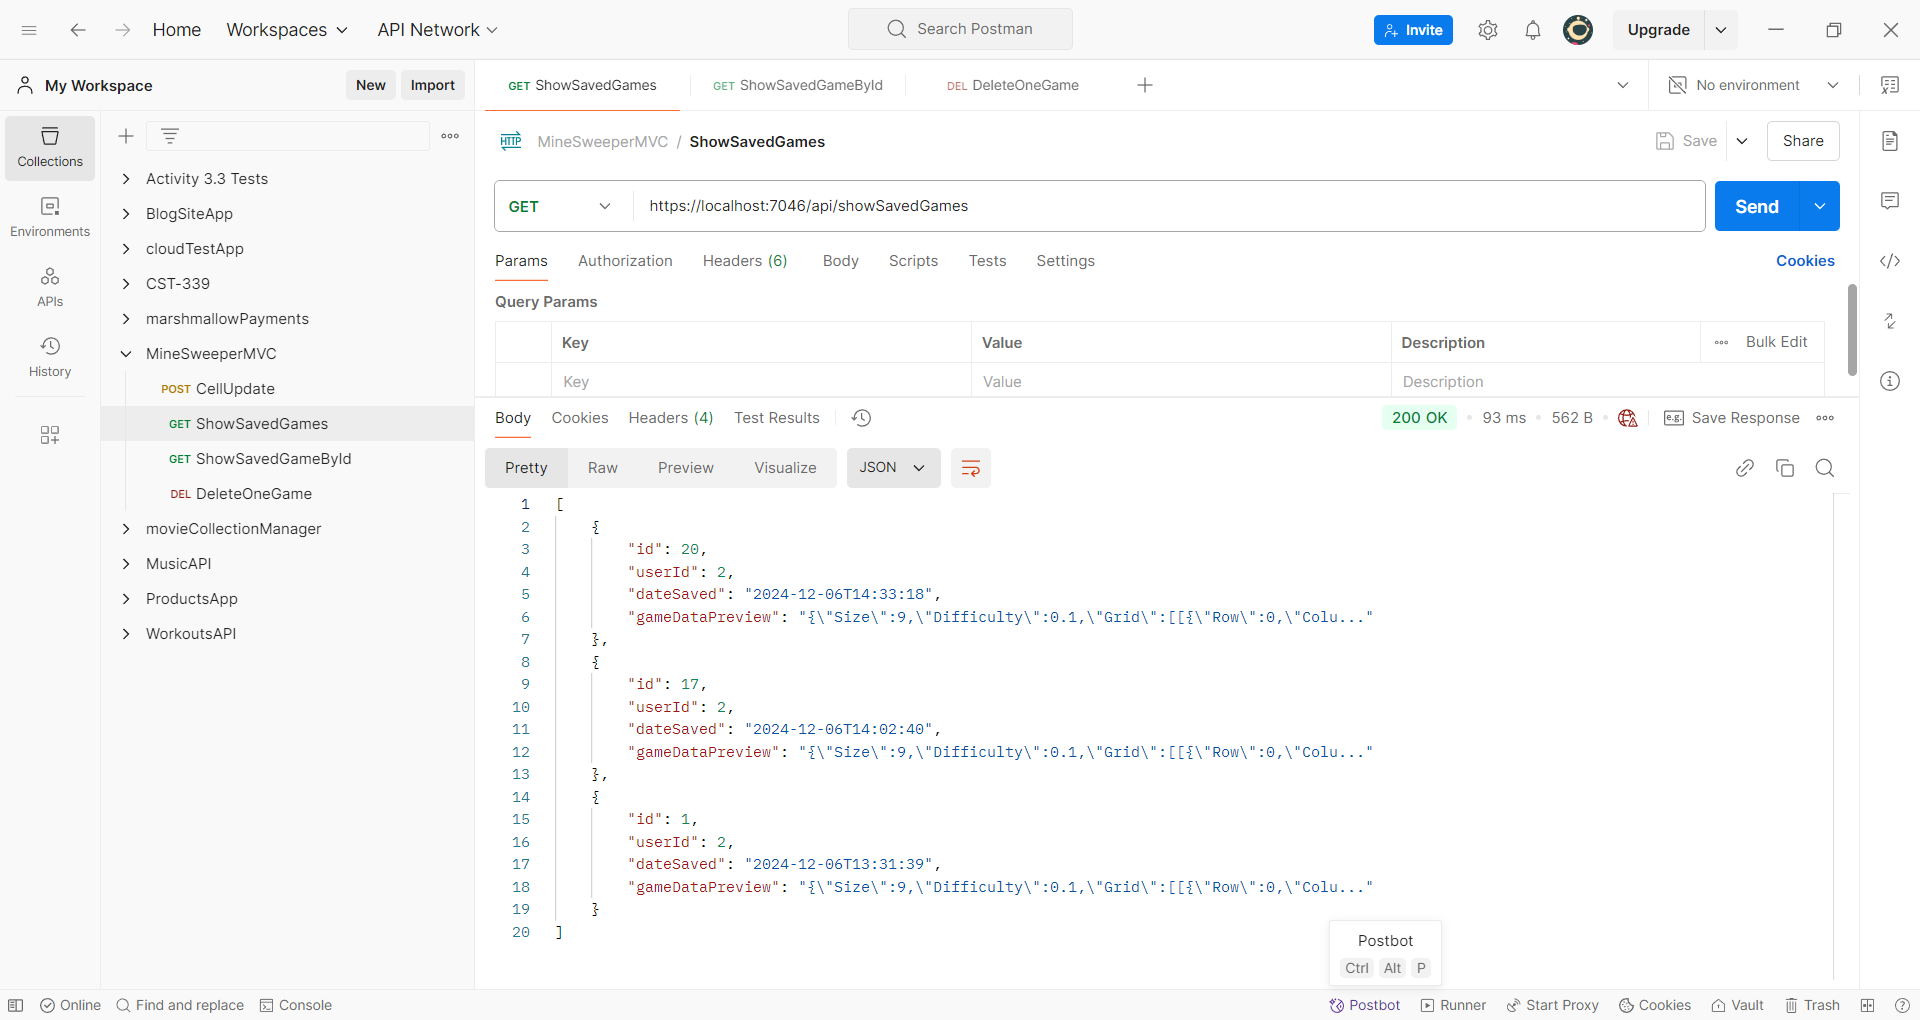 Home Workspaces API Network Search Postman Invite Upgrade
My Workspace New Import
GET ShowSavedGames GET ShowSavedGameById DEL DeleteOneGame No environment
Collections
Environments
APIs
History
Activity 3.3 Tests
BlogSiteApp
cloudTestApp
CST-339
marshmallowPayments
MineSweeperMVC
POST CellUpdate
GET ShowSavedGames
GET ShowSavedGameById
DEL DeleteOneGame
movieCollectionManager
MusicAPI
ProductsApp
WorkoutsAPI
HTTP MineSweeperMVC / ShowSavedGames Save Share
GET https://localhost:7046/api/showSavedGames Send
Params Authorization Headers (6) Body Scripts Tests Settings Cookies
Query Params
Key Value Description Bulk Edit
Key Value Description
Body Cookies Headers (4) Test Results 200 OK 93 ms 562 B e.g. Save Response
Pretty Raw Preview Visualize JSON
1 [
2 {
3 "id": 20,
4 "userId": 2,
5 "dateSaved": "2024-12-06T14:33:18",
6 "gameDataPreview": "{\"Size\":9,\"Difficulty\":0.1,\"Grid\":[[{\"Row\":0,\"Colu..."
7 },
8 {
9 "id": 17,
10 "userId": 2,
11 "dateSaved": "2024-12-06T14:02:40",
12 "gameDataPreview": "{\"Size\":9,\"Difficulty\":0.1,\"Grid\":[[{\"Row\":0,\"Colu..."
13 },
14 {
15 "id": 1,
16 "userId": 2,
17 "dateSaved": "2024-12-06T13:31:39",
18 "gameDataPreview": "{\"Size\":9,\"Difficulty\":0.1,\"Grid\":[[{\"Row\":0,\"Colu..."
19 }
20 ]
Postbot
Ctrl Alt P
Online Find and replace Console Postbot Runner Start Proxy Cookies Vault Trash